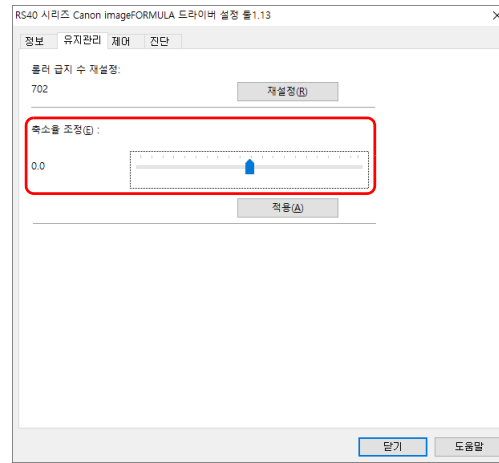 RS40 시리즈 Canon imageFORMULA 드라이버 설정 툴1.13
정보 유지관리 제어 진단
롤러 급지 수 재설정:
702 재설정(R)
축소율 조정(E) :
0.0
적용(A)
닫기 도움말